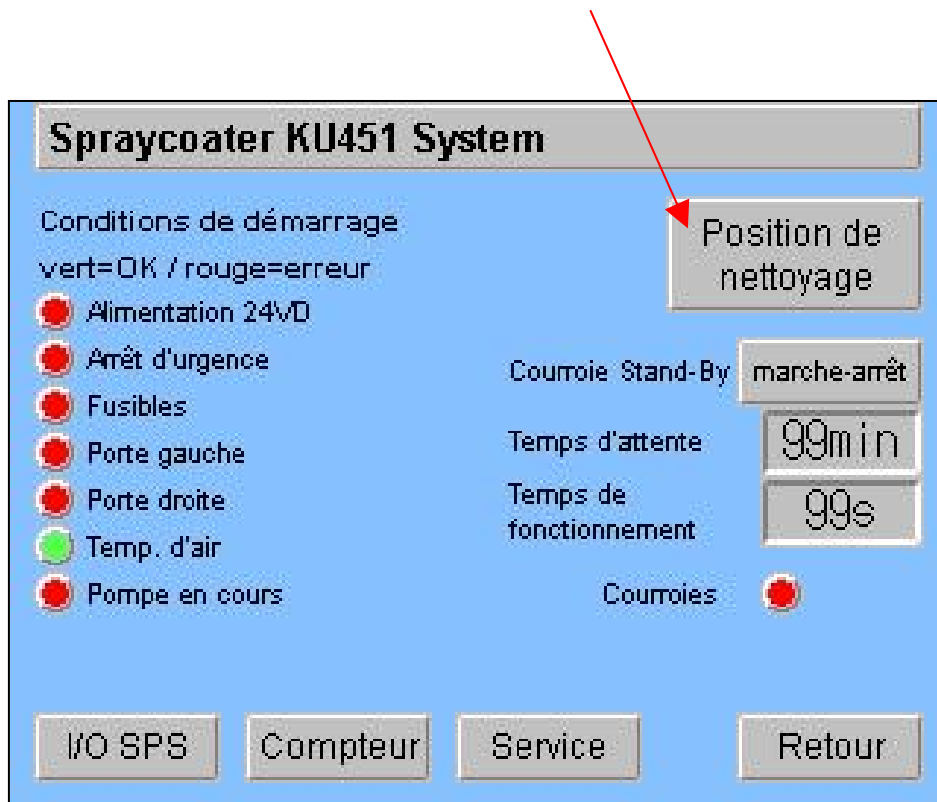 Spraycoater KU451 System
Conditions de démarrage
vert=OK / rouge=erreur
Position de
nettoyage
Alimentation 24VD
Arrêt d'urgence
Fusibles
Porte gauche
Porte droite
Temp. d'air
Pompe en cours
Courroie Stand-By
marche-arrêt
Temps d'attente
99min
Temps de
fonctionnement
99s
Courroies
I/O SPS
Compteur
Service
Retour